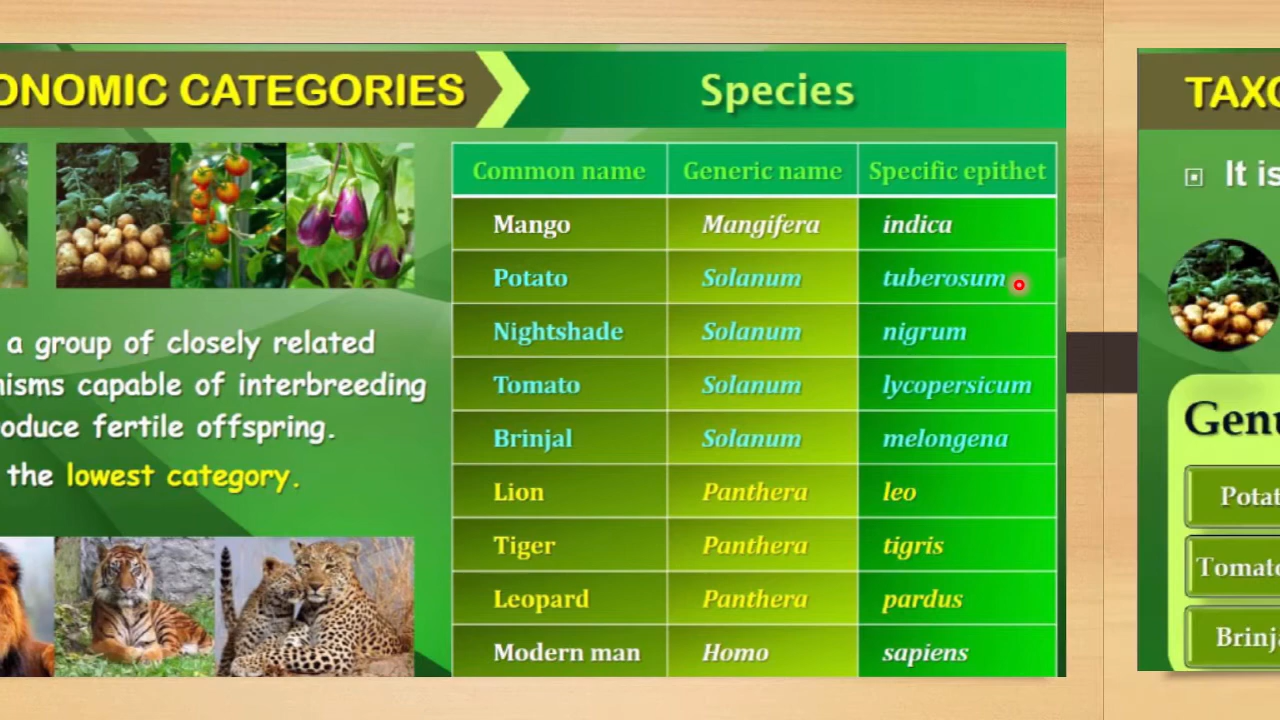 ONOMIC CATEGORIES
Species
Common name Generic name Specific epithet
Mango Mangifera indica
Potato Solanum tuberosum
Nightshade Solanum nigrum
Tomato Solanum lycopersicum
Brinjal Solanum melongena
Lion Panthera leo
Tiger Panthera tigris
Leopard Panthera pardus
Modern man Homo sapiens
a group of closely related
nisms capable of interbreeding
oduce fertile offspring.
the lowest category.
TAXO
It is
Genu
Potat
Tomato
Brinja